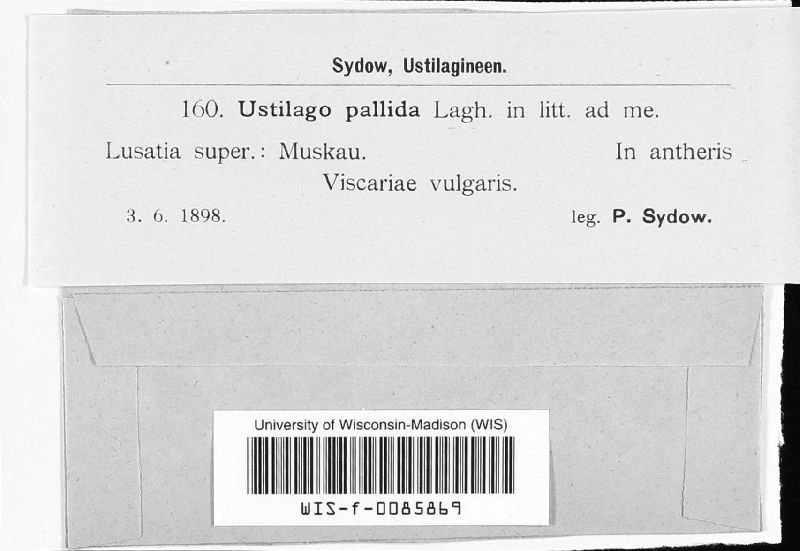 Sydow, Ustilagineen.
160. Ustilago pallida Lagh. in litt. ad me.
Lusatia super.: Muskau. In antheris
Viscariae vulgaris.
3. 6. 1898. leg. P. Sydow.
University of Wisconsin-Madison (WIS)
WIS-f-0085869